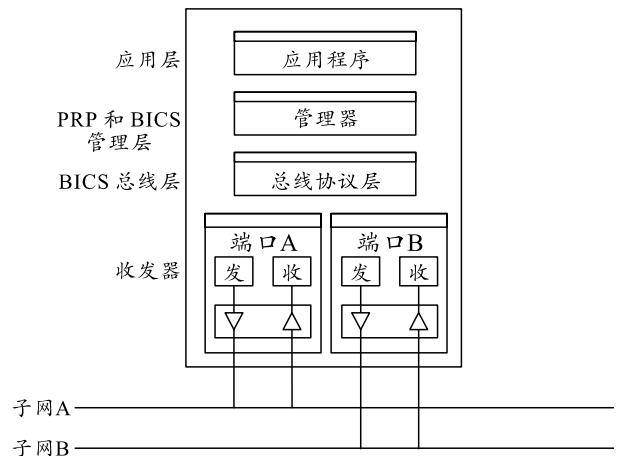 应用层
应用程序
PRP 和 BICS
管理层
管理器
BICS 总线层
总线协议层
收发器
端口A
发
收
端口B
发
收
子网A
子网B